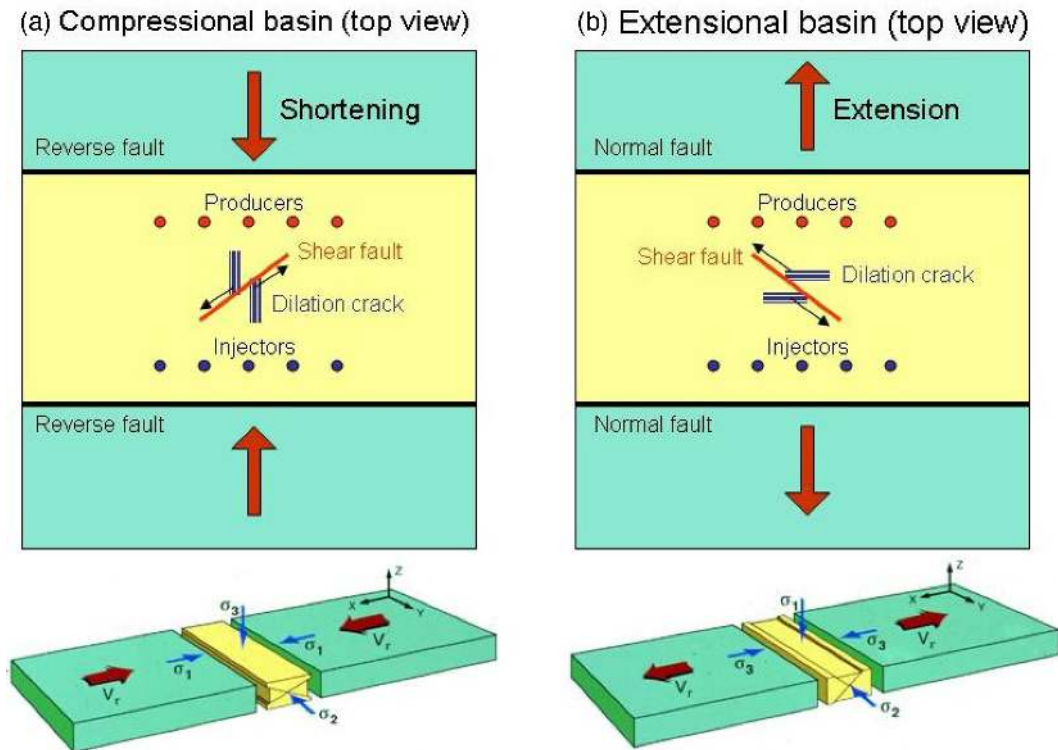 (a) Compressional basin (top view)
Shortening
Reverse fault
Producers
Shear fault
Dilation crack
Injectors
Reverse fault
σ3
σ1
σ1
Vr
Vr
σ2
X
Y
Z
(b) Extensional basin (top view)
Extension
Normal fault
Producers
Shear fault
Dilation crack
Injectors
Normal fault
σ1
σ3
σ3
Vr
Vr
σ2
X
Y
Z